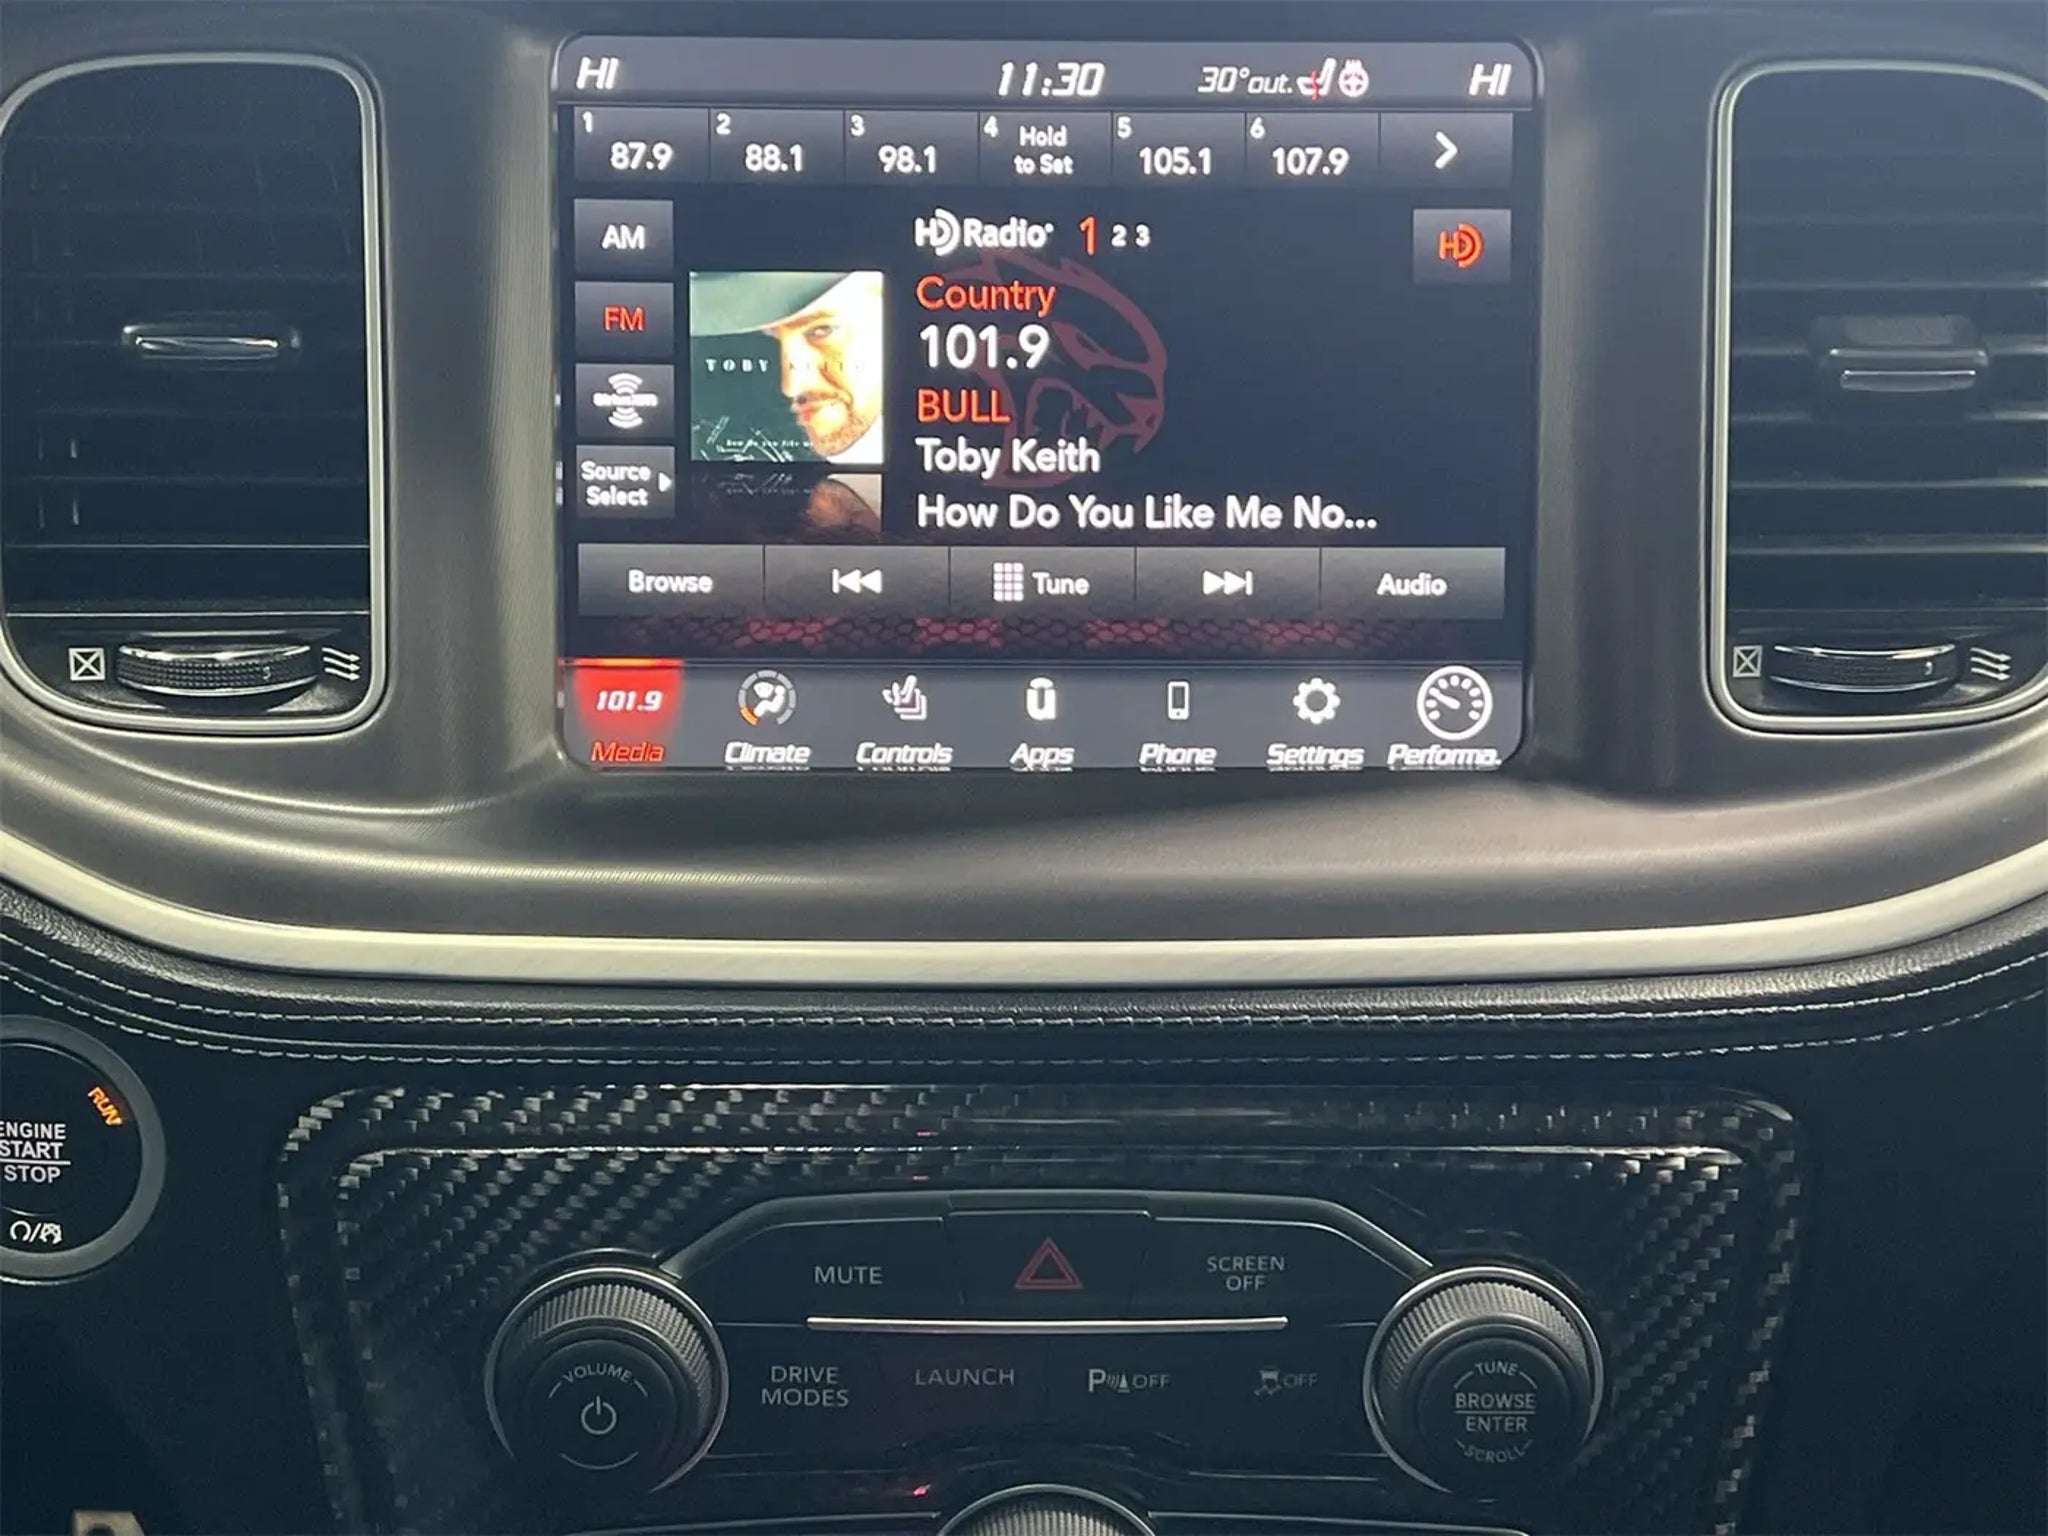 HI 11:30 30°out. HI
1 87.9 2 88.1 3 98.1 4 Hold to Set 5 105.1 6 107.9
AM
FM
SiriusXM
Source
Select
TOBY KEITH
HD Radio 1 2 3
HD
Country
101.9
BULL
Toby Keith
How Do You Like Me No...
Browse Tune Audio
101.9
Media Climate Controls Apps Phone Settings Performa.
RUN
ENGINE
START
STOP
MUTE
SCREEN
OFF
DRIVE
MODES
LAUNCH
P OFF
OFF
VOLUME
TUNE
BROWSE
ENTER
SCROLL